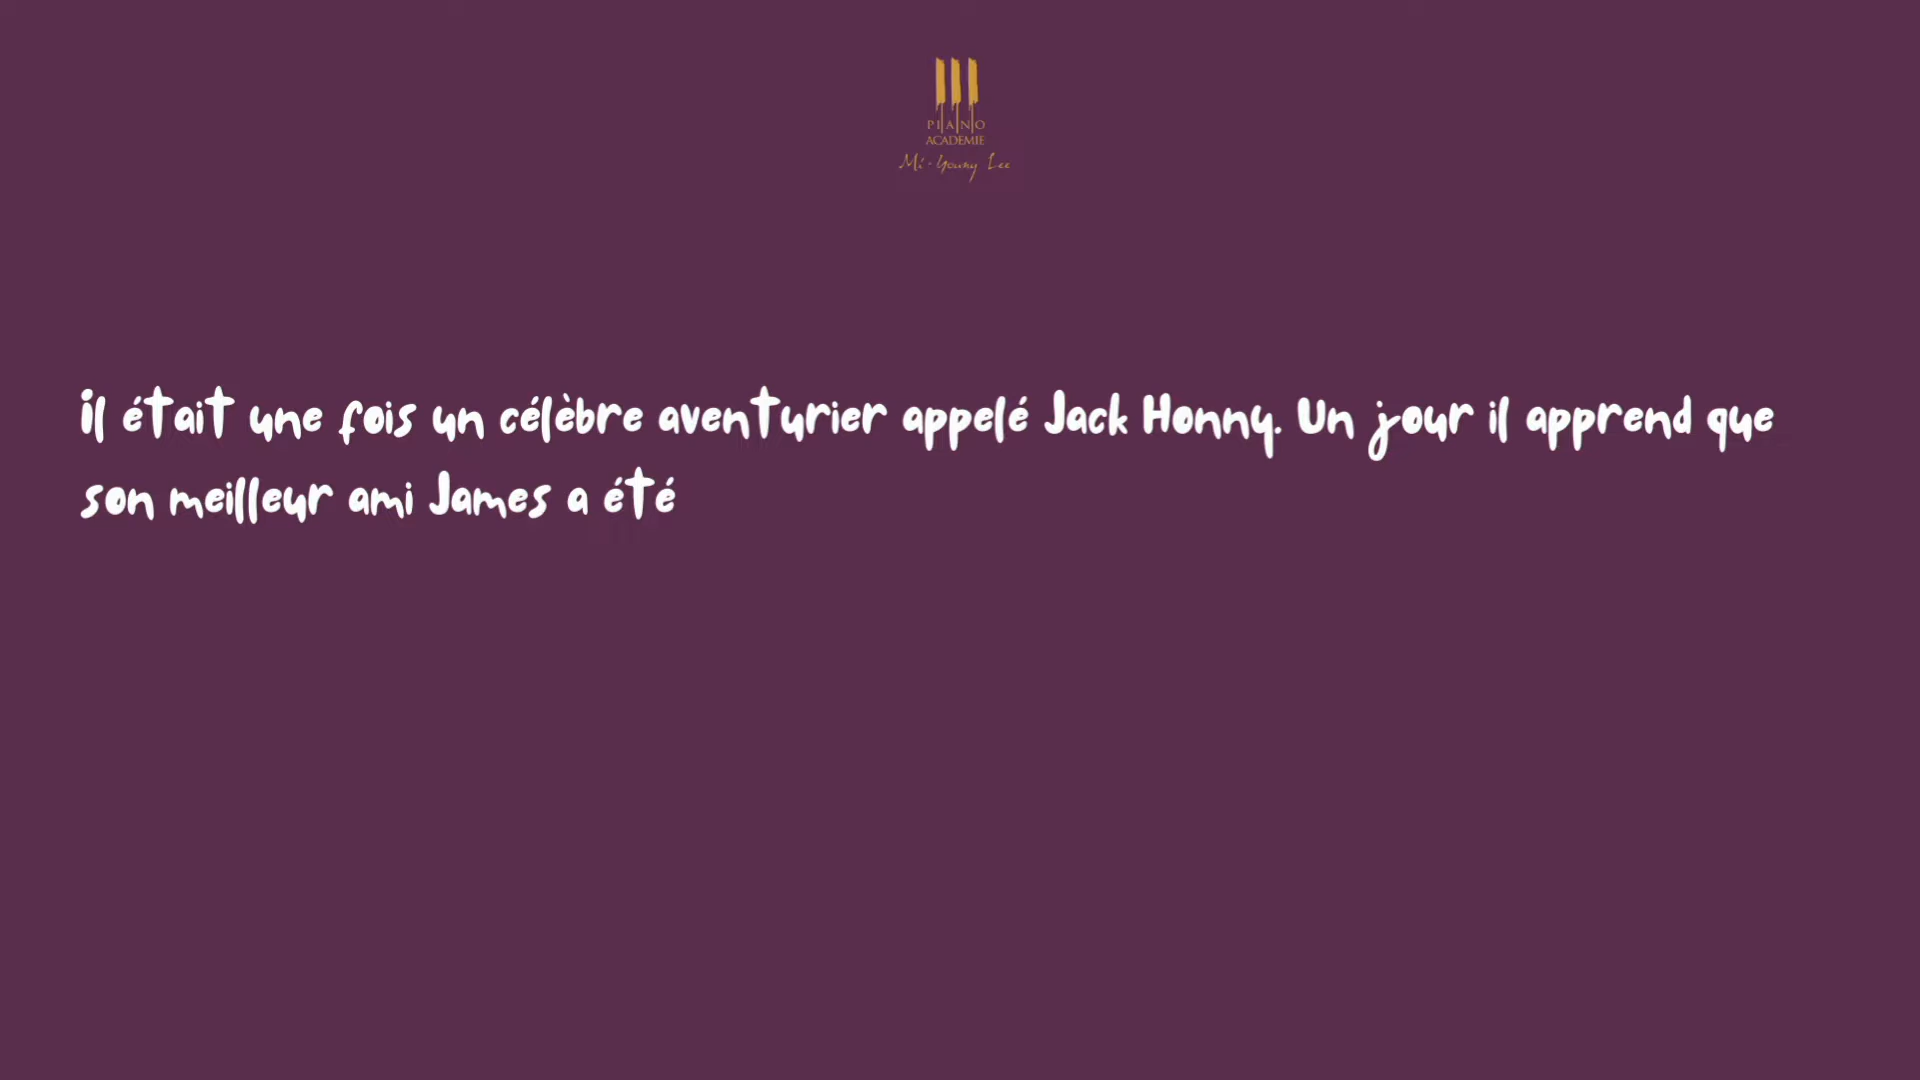 PIANO
ACADEMIE
Mi-Young Lee
il était une fois un célèbre aventurier appelé Jack Honny. Un jour il apprend que
son meilleur ami James a été